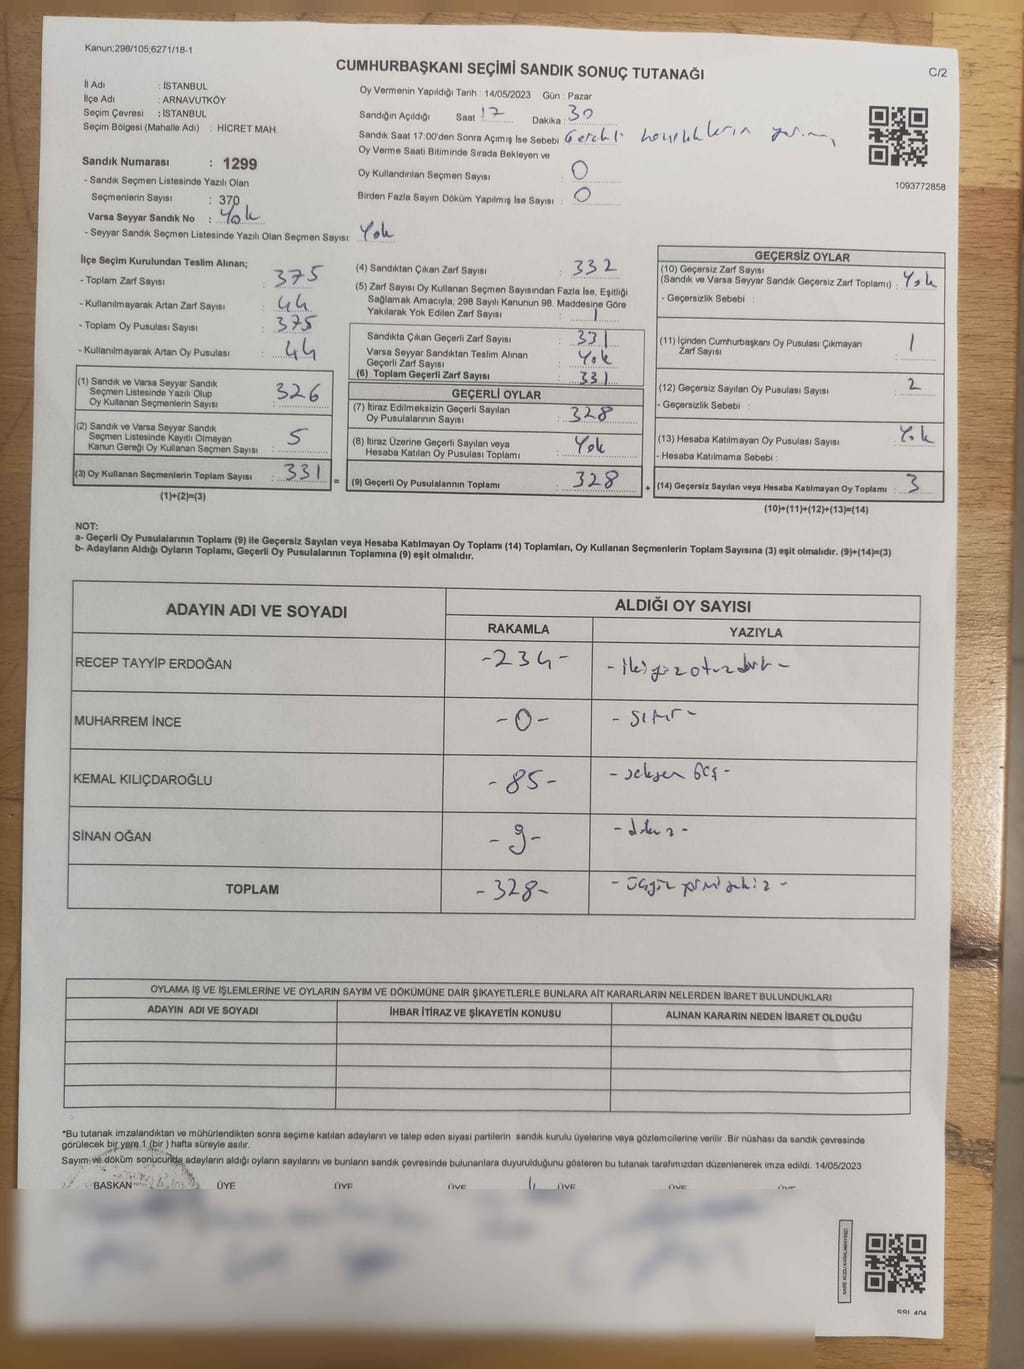 Kanun;298/105;6271/18-1
C/2
CUMHURBAŞKANI SEÇİMİ SANDIK SONUÇ TUTANAĞI
İl Adı : İSTANBUL
İlçe Adı : ARNAVUTKÖY
Seçim Çevresi : İSTANBUL
Seçim Bölgesi (Mahalle Adı) : HİCRET MAH.
Sandık Numarası : 1299
- Sandık Seçmen Listesinde Yazılı Olan
Seçmenlerin Sayısı : 370
Varsa Seyyar Sandık No : Yok
- Seyyar Sandık Seçmen Listesinde Yazılı Olan Seçmen Sayısı: Yok
Oy Vermenin Yapıldığı Tarih : 14/05/2023 Gün : Pazar
Sandığın Açıldığı Saat 17 Dakika 30
Sandık Saat 17:00'den Sonra Açımış İse Sebebi Gerekli
Oy Verme Saati Bitiminde Sırada Bekleyen ve
Oy Kullandırılan Seçmen Sayısı : 0
Birden Fazla Sayım Döküm Yapılmış İse Sayısı : 0
1093772858
İlçe Seçim Kurulundan Teslim Alınan;
- Toplam Zarf Sayısı : 375
- Kullanılmayarak Artan Zarf Sayısı : 44
- Toplam Oy Pusulası Sayısı : 375
- Kullanılmayarak Artan Oy Pusulası : 44
(1) Sandık ve Varsa Seyyar Sandık
Seçmen Listesinde Yazılı Olup
Oy Kullanan Seçmenlerin Sayısı : 326
(2) Sandık ve Varsa Seyyar Sandık
Seçmen Listesinde Kayıtlı Olmayan
Kanun Gereği Oy Kullanan Seçmen Sayısı : 5
(3) Oy Kullanan Seçmenlerin Toplam Sayısı : 331
(1)+(2)=(3)
(4) Sandıktan Çıkan Zarf Sayısı : 332
(5) Zarf Sayısı Oy Kullanan Seçmen Sayısından Fazla İse, Eşitliği
Sağlamak Amacıyla; 298 Sayılı Kanunun 98. Maddesine Göre
Yakılarak Yok Edilen Zarf Sayısı : 1
Sandıkta Çıkan Geçerli Zarf Sayısı : 331
Varsa Seyyar Sandıktan Teslim Alınan
Geçerli Zarf Sayısı : Yok
(6) Toplam Geçerli Zarf Sayısı : 331
GEÇERLİ OYLAR
(7) İtiraz Edilmeksizin Geçerli Sayılan
Oy Pusulalarının Sayısı : 328
(8) İtiraz Üzerine Geçerli Sayılan veya
Hesaba Katılan Oy Pusulası Toplamı : Yok
= (9) Geçerli Oy Pusulalarının Toplamı : 328
GEÇERSİZ OYLAR
(10) Geçersiz Zarf Sayısı
(Sandık ve Varsa Seyyar Sandık Geçersiz Zarf Toplamı) : Yok
- Geçersizlik Sebebi :
(11) İçinden Cumhurbaşkanı Oy Pusulası Çıkmayan
Zarf Sayısı : 1
(12) Geçersiz Sayılan Oy Pusulası Sayısı : 2
- Geçersizlik Sebebi :
(13) Hesaba Katılmayan Oy Pusulası Sayısı : Yok
- Hesaba Katılmama Sebebi :
+ (14) Geçersiz Sayılan veya Hesaba Katılmayan Oy Toplamı : 3
(10)+(11)+(12)+(13)=(14)
NOT:
a- Geçerli Oy Pusulalarının Toplamı (9) ile Geçersiz Sayılan veya Hesaba Katılmayan Oy Toplamı (14) Toplamları, Oy Kullanan Seçmenlerin Toplam Sayısına (3) eşit olmalıdır. (9)+(14)=(3)
b- Adayların Aldığı Oyların Toplamı, Geçerli Oy Pusulalarının Toplamına (9) eşit olmalıdır.
ADAYIN ADI VE SOYADI ALDIĞI OY SAYISI
RAKAMLA YAZIYLA
RECEP TAYYİP ERDOĞAN -234- - ikiyüzotuzdört -
MUHARREM İNCE -0- - sıfır -
KEMAL KILIÇDAROĞLU -85- - seksen beş -
SİNAN OĞAN -9- - dokuz -
TOPLAM -328- - üçyüz yirmi sekiz -
OYLAMA İŞ VE İŞLEMLERİNE VE OYLARIN SAYIM VE DÖKÜMÜNE DAİR ŞİKAYETLERLE BUNLARA AİT KARARLARIN NELERDEN İBARET BULUNDUKLARI
ADAYIN ADI VE SOYADI İHBAR İTİRAZ VE ŞİKAYETİN KONUSU ALINAN KARARIN NEDEN İBARET OLDUĞU
*Bu tutanak imzalandıktan ve mühürlendikten sonra seçime katılan adayların ve talep eden siyasi partilerin sandık kurulu üyelerine veya gözlemcilerine verilir .Bir nüshası da sandık çevresinde
görülecek bir yere 1 (bir ) hafta süreyle asılır.
Sayım ve döküm sonucunda adayların aldığı oyların sayılarını ve bunların sandık çevresinde bulunanlara duyurulduğunu gösteren bu tutanak tarafımızdan düzenlenerek imza edildi. 14/05/2023
BAŞKAN ÜYE ÜYE ÜYE ÜYE ÜYE ÜYE